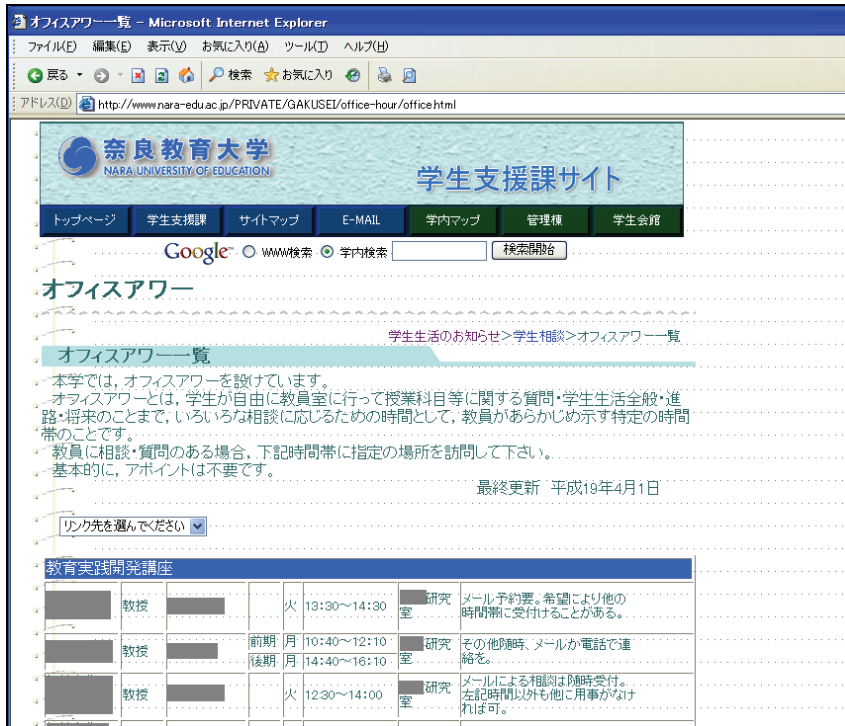 オフィスアワー一覧 - Microsoft Internet Explorer
ファイル(F) 編集(E) 表示(V) お気に入り(A) ツール(T) ヘルプ(H)
戻る 検索 お気に入り
アドレス(D) http://www.nara-edu.ac.jp/PRIVATE/GAKUSEI/office-hour/office.html
奈良教育大学
NARA UNIVERSITY OF EDUCATION
学生支援課サイト
トップページ 学生支援課 サイトマップ E-MAIL 学内マップ 管理棟 学生会館
Google™ WWW検索 学内検索 検索開始
オフィスアワー
学生生活のお知らせ>学生相談>オフィスアワー一覧
オフィスアワー一覧
本学では，オフィスアワーを設けています。
オフィスアワーとは，学生が自由に教員室に行って授業科目等に関する質問・学生生活全般・進
路・将来のことまで，いろいろな相談に応じるための時間として，教員があらかじめ示す特定の時間
帯のことです。
教員に相談・質問のある場合，下記時間帯に指定の場所を訪問して下さい。
基本的に，アポイントは不要です。
最終更新 平成19年4月1日
リンク先を選んでください
教育実践開発講座
教授 火 13:30～14:30 研究室 メール予約要。希望により他の
時間帯に受付けることがある。
教授 前期 月 10:40～12:10 研究室 その他随時、メールか電話で連
後期 月 14:40～16:10 絡を。
教授 火 12:30～14:00 研究室 メールによる相談は随時受付。
左記時間以外も他に用事がなけ
れば可。